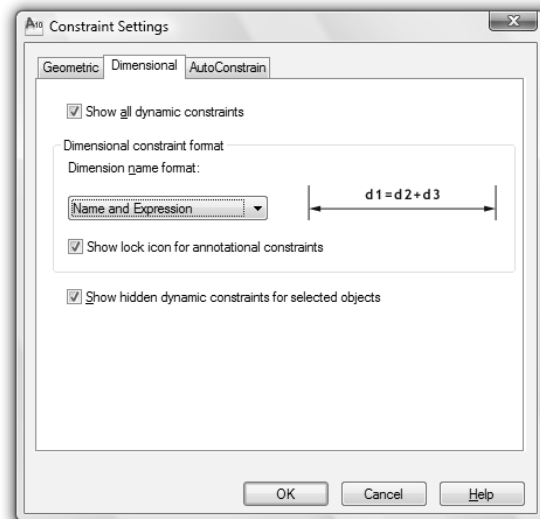 A10 Constraint Settings
Geometric Dimensional AutoConstrain
Show all dynamic constraints
Dimensional constraint format
Dimension name format:
Name and Expression
d1=d2+d3
Show lock icon for annotational constraints
Show hidden dynamic constraints for selected objects
OK Cancel Help